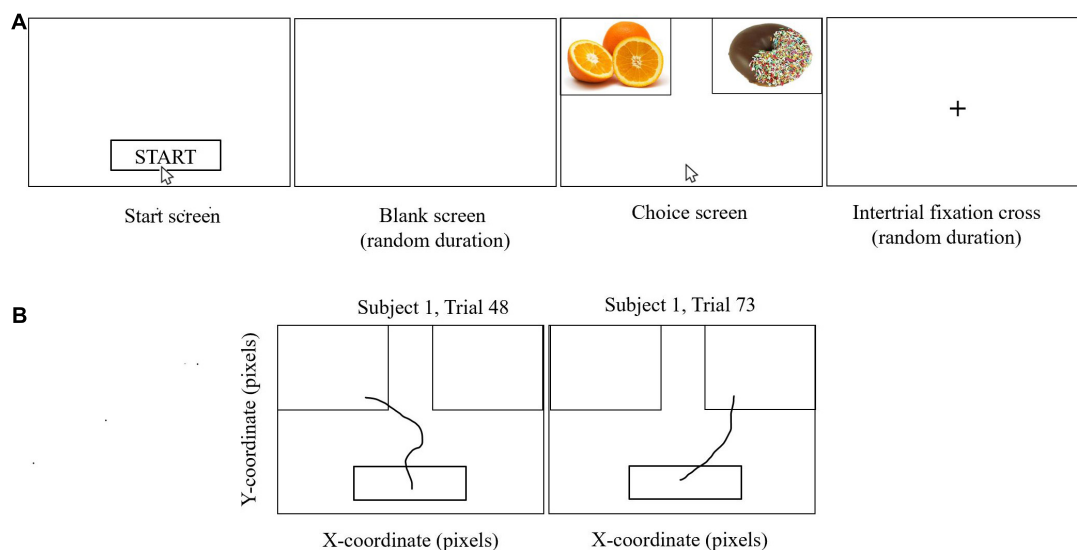 A
START
Start screen
Blank screen
(random duration)
Choice screen
+
Intertrial fixation cross
(random duration)
B
Subject 1, Trial 48
Subject 1, Trial 73
Y-coordinate (pixels)
X-coordinate (pixels)
X-coordinate (pixels)